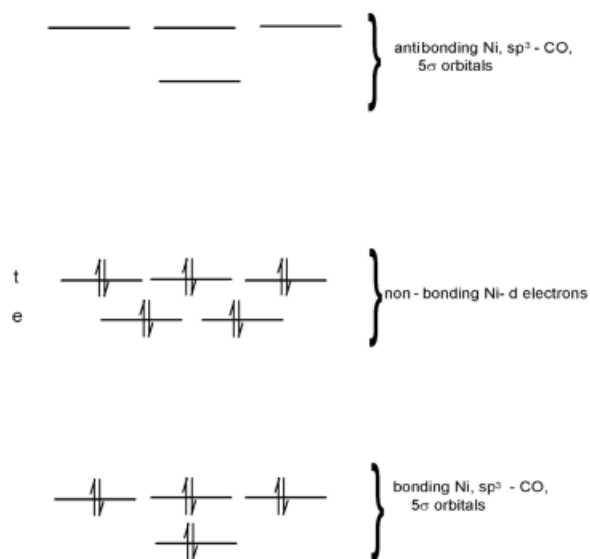 antibonding Ni, sp³ - CO,
5σ orbitals
t
e
non - bonding Ni- d electrons
bonding Ni, sp³ - CO,
5σ orbitals